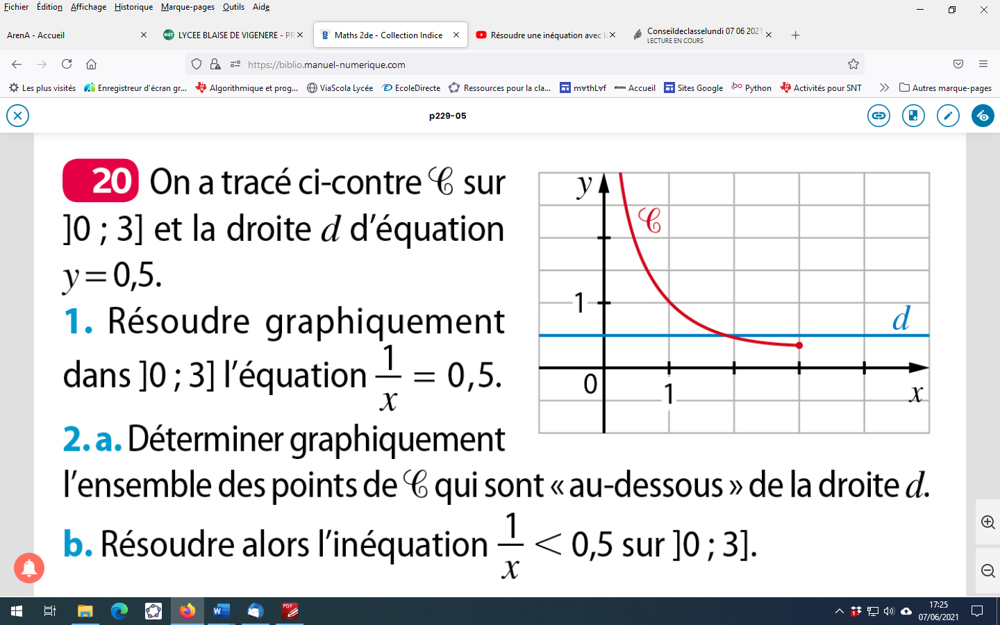 Fichier Édition Affichage Historique Marque-pages Outils Aide
ArenA - Accueil
LYCEE BLAISE DE VIGENERE - PR
Maths 2de - Collection Indice
Résoudre une inéquation avec la
Conseildeclasselundi 07 06 2021
LECTURE EN COURS
https://biblio.manuel-numerique.com
Les plus visités Enregistreur d'écran gr... Algorithmique et prog... ViaScola Lycée EcoleDirecte Ressources pour la cla... m∀thL∀f Accueil Sites Google Python Activités pour SNT Autres marque-pages
p229-05
20 On a tracé ci-contre 𝒞 sur
]0 ; 3] et la droite d d'équation
y = 0,5.
1. Résoudre graphiquement
dans ]0 ; 3] l'équation 1/x = 0,5.
2. a. Déterminer graphiquement
l'ensemble des points de 𝒞 qui sont « au-dessous » de la droite d.
b. Résoudre alors l'inéquation 1/x < 0,5 sur ]0 ; 3].
y
𝒞
1
d
0
1
x
17:25
07/06/2021